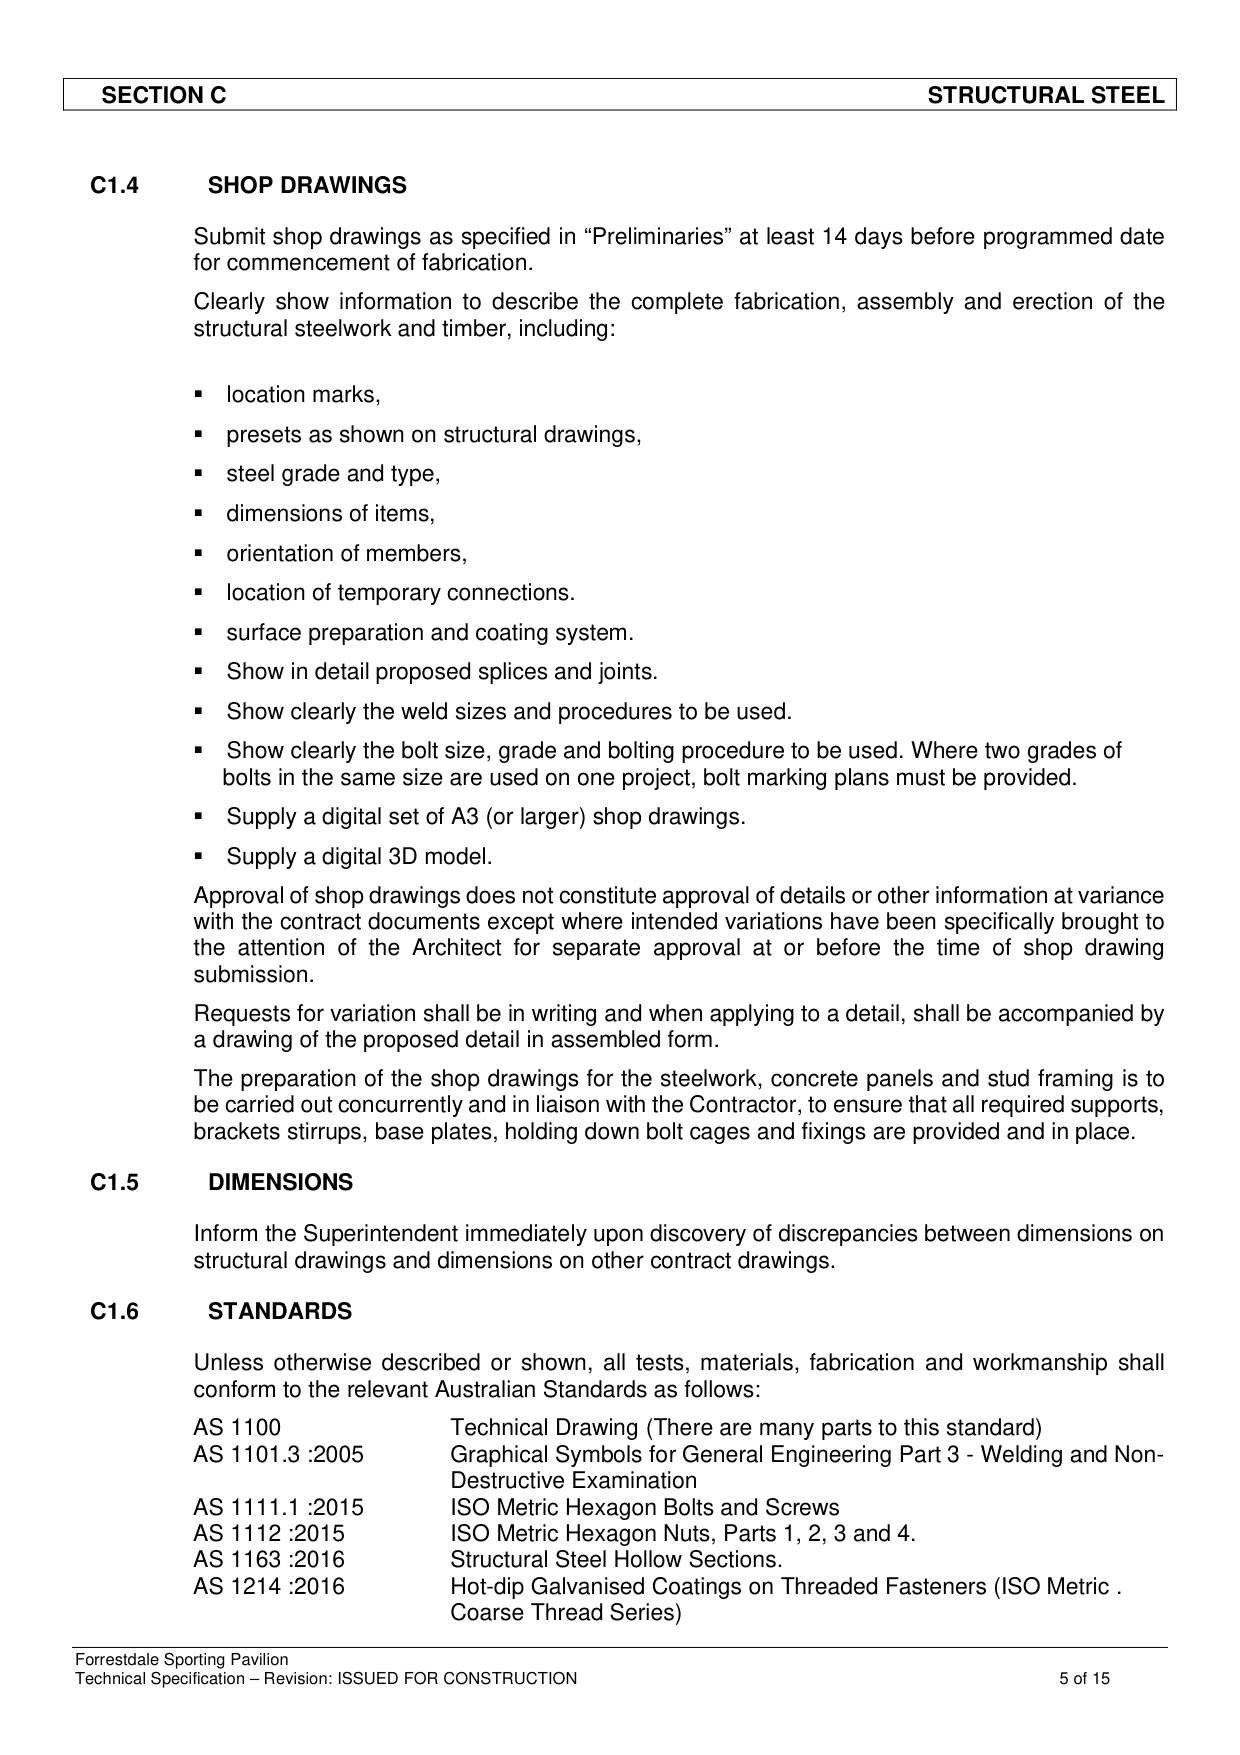 SECTION C STRUCTURAL STEEL
C1.4 SHOP DRAWINGS
Submit shop drawings as specified in “Preliminaries” at least 14 days before programmed date
for commencement of fabrication.
Clearly show information to describe the complete fabrication, assembly and erection of the
structural steelwork and timber, including:
▪ location marks,
▪ presets as shown on structural drawings,
▪ steel grade and type,
▪ dimensions of items,
▪ orientation of members,
▪ location of temporary connections.
▪ surface preparation and coating system.
▪ Show in detail proposed splices and joints.
▪ Show clearly the weld sizes and procedures to be used.
▪ Show clearly the bolt size, grade and bolting procedure to be used. Where two grades of
bolts in the same size are used on one project, bolt marking plans must be provided.
▪ Supply a digital set of A3 (or larger) shop drawings.
▪ Supply a digital 3D model.
Approval of shop drawings does not constitute approval of details or other information at variance
with the contract documents except where intended variations have been specifically brought to
the attention of the Architect for separate approval at or before the time of shop drawing
submission.
Requests for variation shall be in writing and when applying to a detail, shall be accompanied by
a drawing of the proposed detail in assembled form.
The preparation of the shop drawings for the steelwork, concrete panels and stud framing is to
be carried out concurrently and in liaison with the Contractor, to ensure that all required supports,
brackets stirrups, base plates, holding down bolt cages and fixings are provided and in place.
C1.5 DIMENSIONS
Inform the Superintendent immediately upon discovery of discrepancies between dimensions on
structural drawings and dimensions on other contract drawings.
C1.6 STANDARDS
Unless otherwise described or shown, all tests, materials, fabrication and workmanship shall
conform to the relevant Australian Standards as follows:
AS 1100 Technical Drawing (There are many parts to this standard)
AS 1101.3 :2005 Graphical Symbols for General Engineering Part 3 - Welding and Non-
Destructive Examination
AS 1111.1 :2015 ISO Metric Hexagon Bolts and Screws
AS 1112 :2015 ISO Metric Hexagon Nuts, Parts 1, 2, 3 and 4.
AS 1163 :2016 Structural Steel Hollow Sections.
AS 1214 :2016 Hot-dip Galvanised Coatings on Threaded Fasteners (ISO Metric .
Coarse Thread Series)
Forrestdale Sporting Pavilion
Technical Specification – Revision: ISSUED FOR CONSTRUCTION 5 of 15